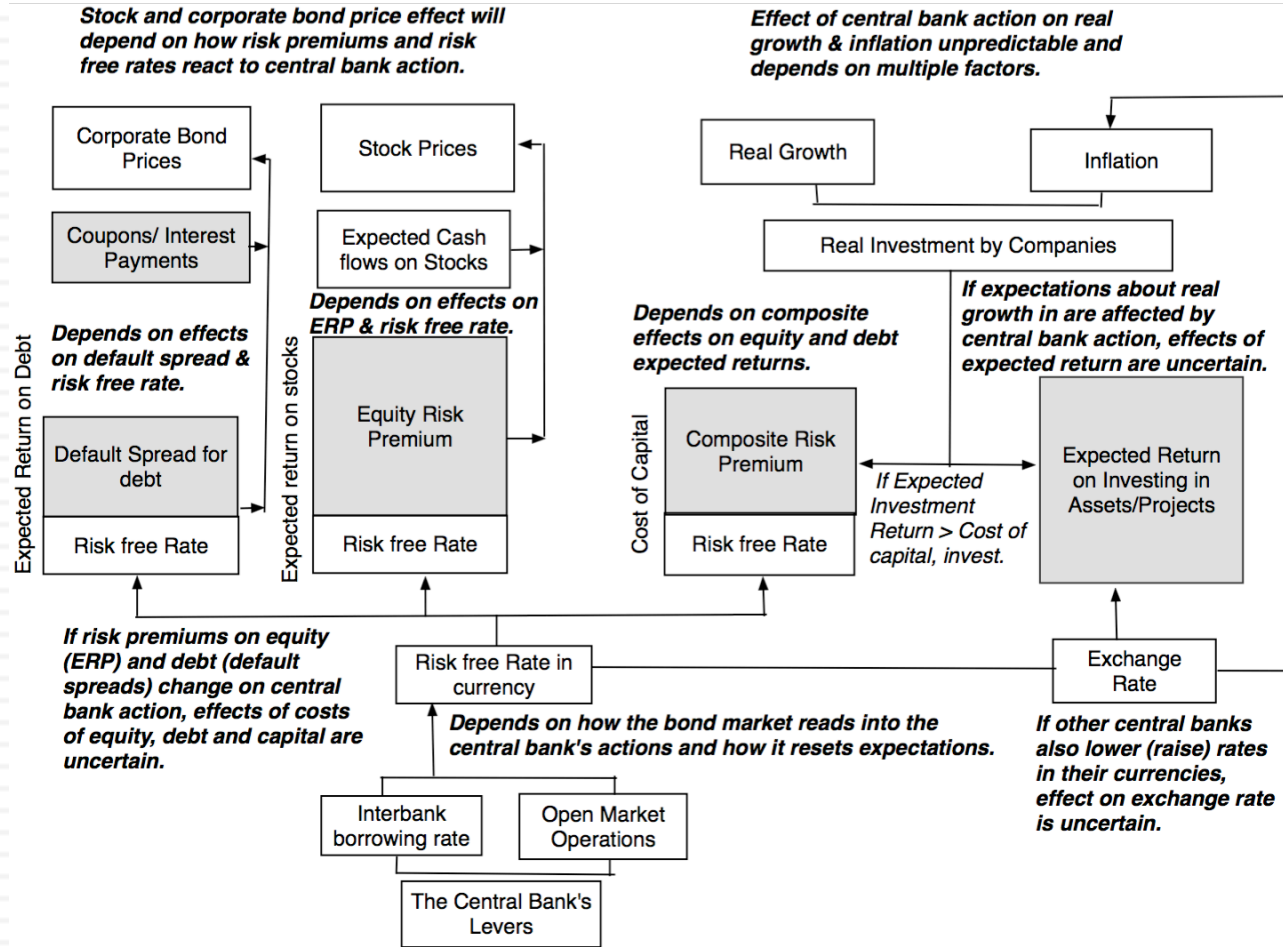 Stock and corporate bond price effect will
depend on how risk premiums and risk
free rates react to central bank action.
Effect of central bank action on real
growth & inflation unpredictable and
depends on multiple factors.
Corporate Bond
Prices
Stock Prices
Real Growth
Inflation
Coupons/ Interest
Payments
Expected Cash
flows on Stocks
Real Investment by Companies
Depends on effects
on default spread &
risk free rate.
Depends on effects on
ERP & risk free rate.
Depends on composite
effects on equity and debt
expected returns.
If expectations about real
growth in are affected by
central bank action, effects of
expected return are uncertain.
Expected Return on Debt
Default Spread for
debt
Risk free Rate
Expected return on stocks
Equity Risk
Premium
Risk free Rate
Cost of Capital
Composite Risk
Premium
Risk free Rate
If Expected
Investment
Return > Cost of
capital, invest.
Expected Return
on Investing in
Assets/Projects
If risk premiums on equity
(ERP) and debt (default
spreads) change on central
bank action, effects of costs
of equity, debt and capital are
uncertain.
Risk free Rate in
currency
Exchange
Rate
Depends on how the bond market reads into the
central bank's actions and how it resets expectations.
If other central banks
also lower (raise) rates
in their currencies,
effect on exchange rate
is uncertain.
Interbank
borrowing rate
Open Market
Operations
The Central Bank's
Levers